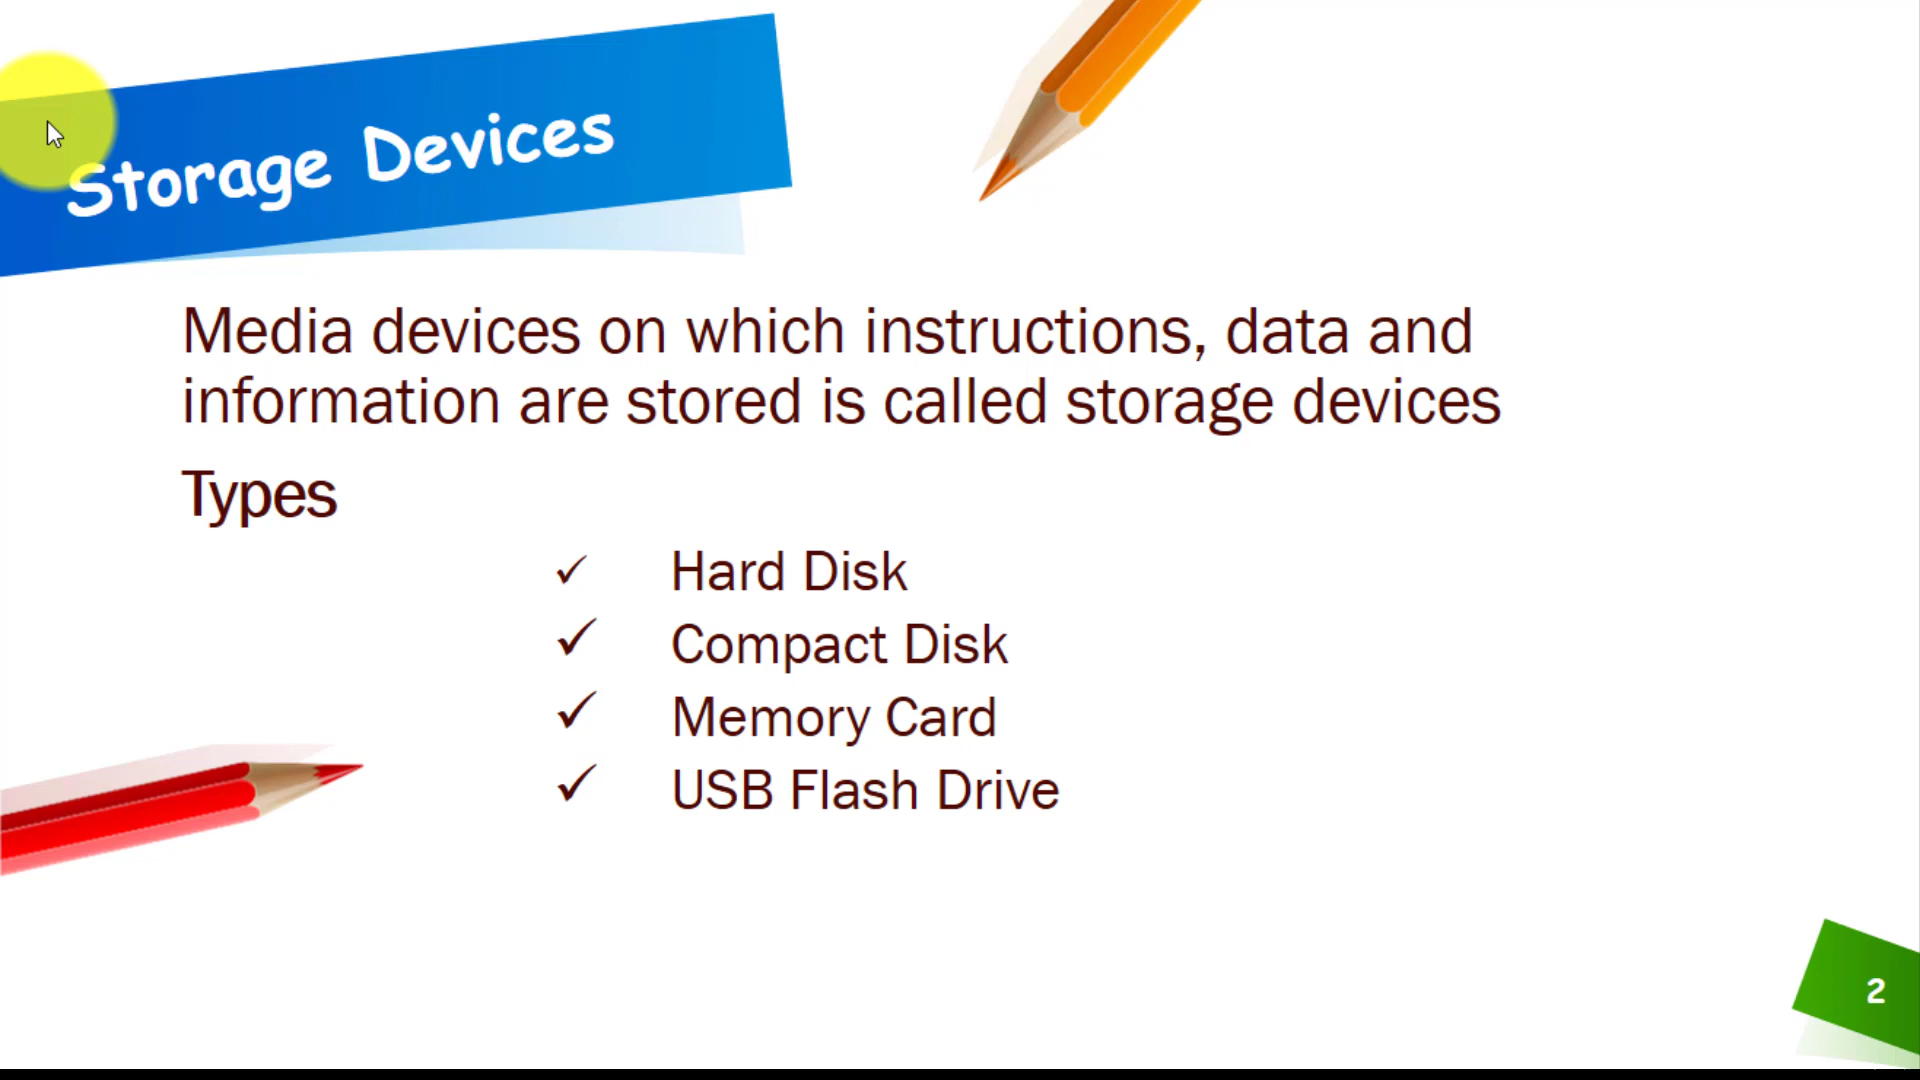 Storage Devices
Media devices on which instructions, data and
information are stored is called storage devices
Types
✓ Hard Disk
✓ Compact Disk
✓ Memory Card
✓ USB Flash Drive
2